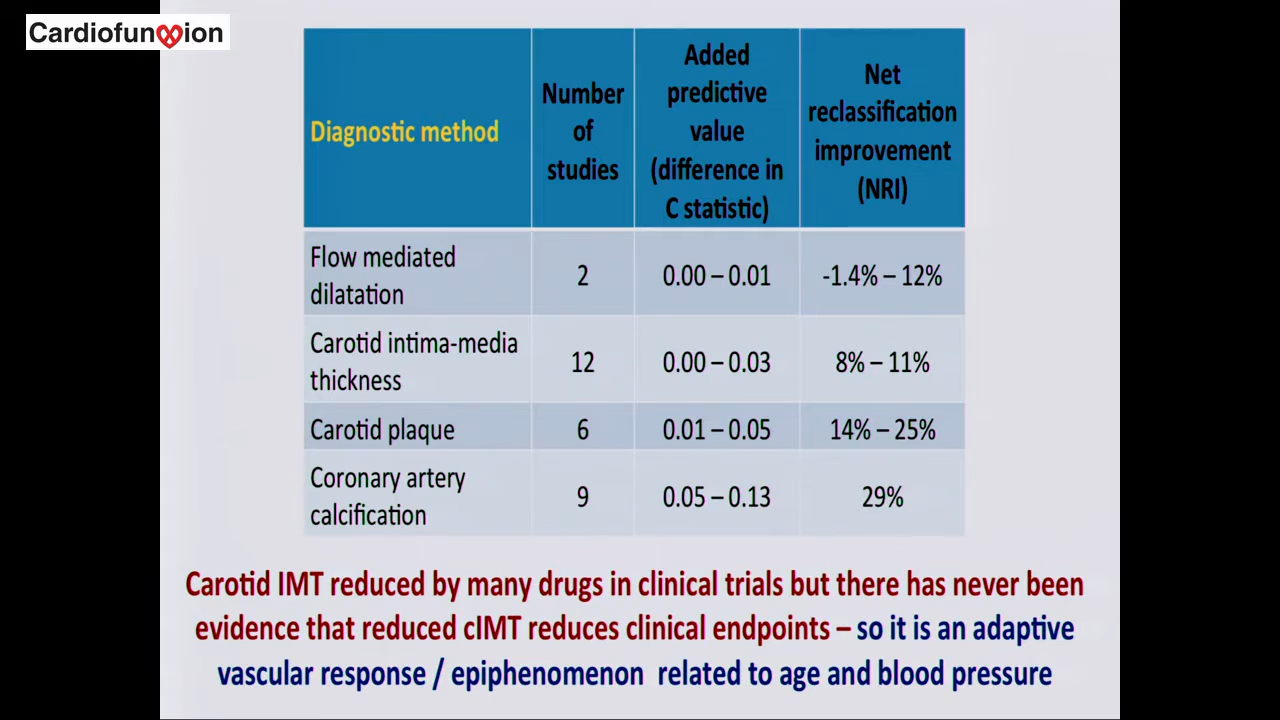 Cardiofunion
Diagnostic method
Number
of
studies
Added
predictive
value
(difference in
C statistic)
Net
reclassification
improvement
(NRI)
Flow mediated
dilatation
2
0.00 – 0.01
-1.4% – 12%
Carotid intima-media
thickness
12
0.00 – 0.03
8% – 11%
Carotid plaque
6
0.01 – 0.05
14% – 25%
Coronary artery
calcification
9
0.05 – 0.13
29%
Carotid IMT reduced by many drugs in clinical trials but there has never been
evidence that reduced cIMT reduces clinical endpoints – so it is an adaptive
vascular response / epiphenomenon related to age and blood pressure